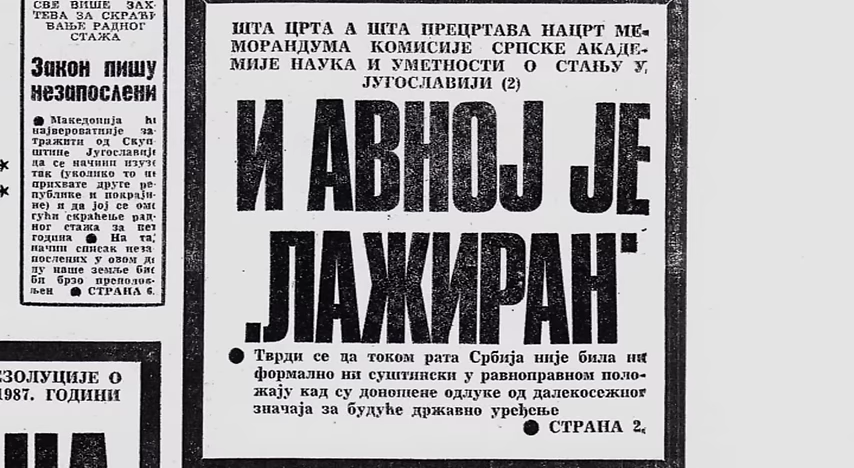 СВЕ ВИШЕ ЗАХ-
ТЕВА ЗА СКРАЋИ
ВАЊЕ РАДНОГ
СТАЖА
Закон пишу
незапослени
● Македонија ћ
највероватније за-
тражити од Скуп
штине Југославије
да се начини изузе
так (уколико то не
прихвате друге ре-
публике и покраји-
не) и да јој се омо
гући скраћење рад-
ног стажа за пет
година ● На та
начин списак неза
послених у овом де
лу наше земље био
би брзо преполов-
љен ● СТРАНА 6.
ЕЗОЛУЦИЈЕ О
1987. ГОДИНИ
НА
ШТА ЦРТА А ШТА ПРЕЦРТАВА НАЦРТ МЕ-
МОРАНДУМА КОМИСИЈЕ СРПСКЕ АКАДЕ-
МИЈЕ НАУКА И УМЕТНОСТИ О СТАЊУ У
ЈУГОСЛАВИЈИ (2)
И АВНОЈ ЈЕ
„ЛАЖИРАН"
● Тврди се да током рата Србија није била ни
формално ни суштински у равноправном поло-
жају кад су доношене одлуке од далекосежног
значаја за будуће државно уређење
● СТРАНА 2.